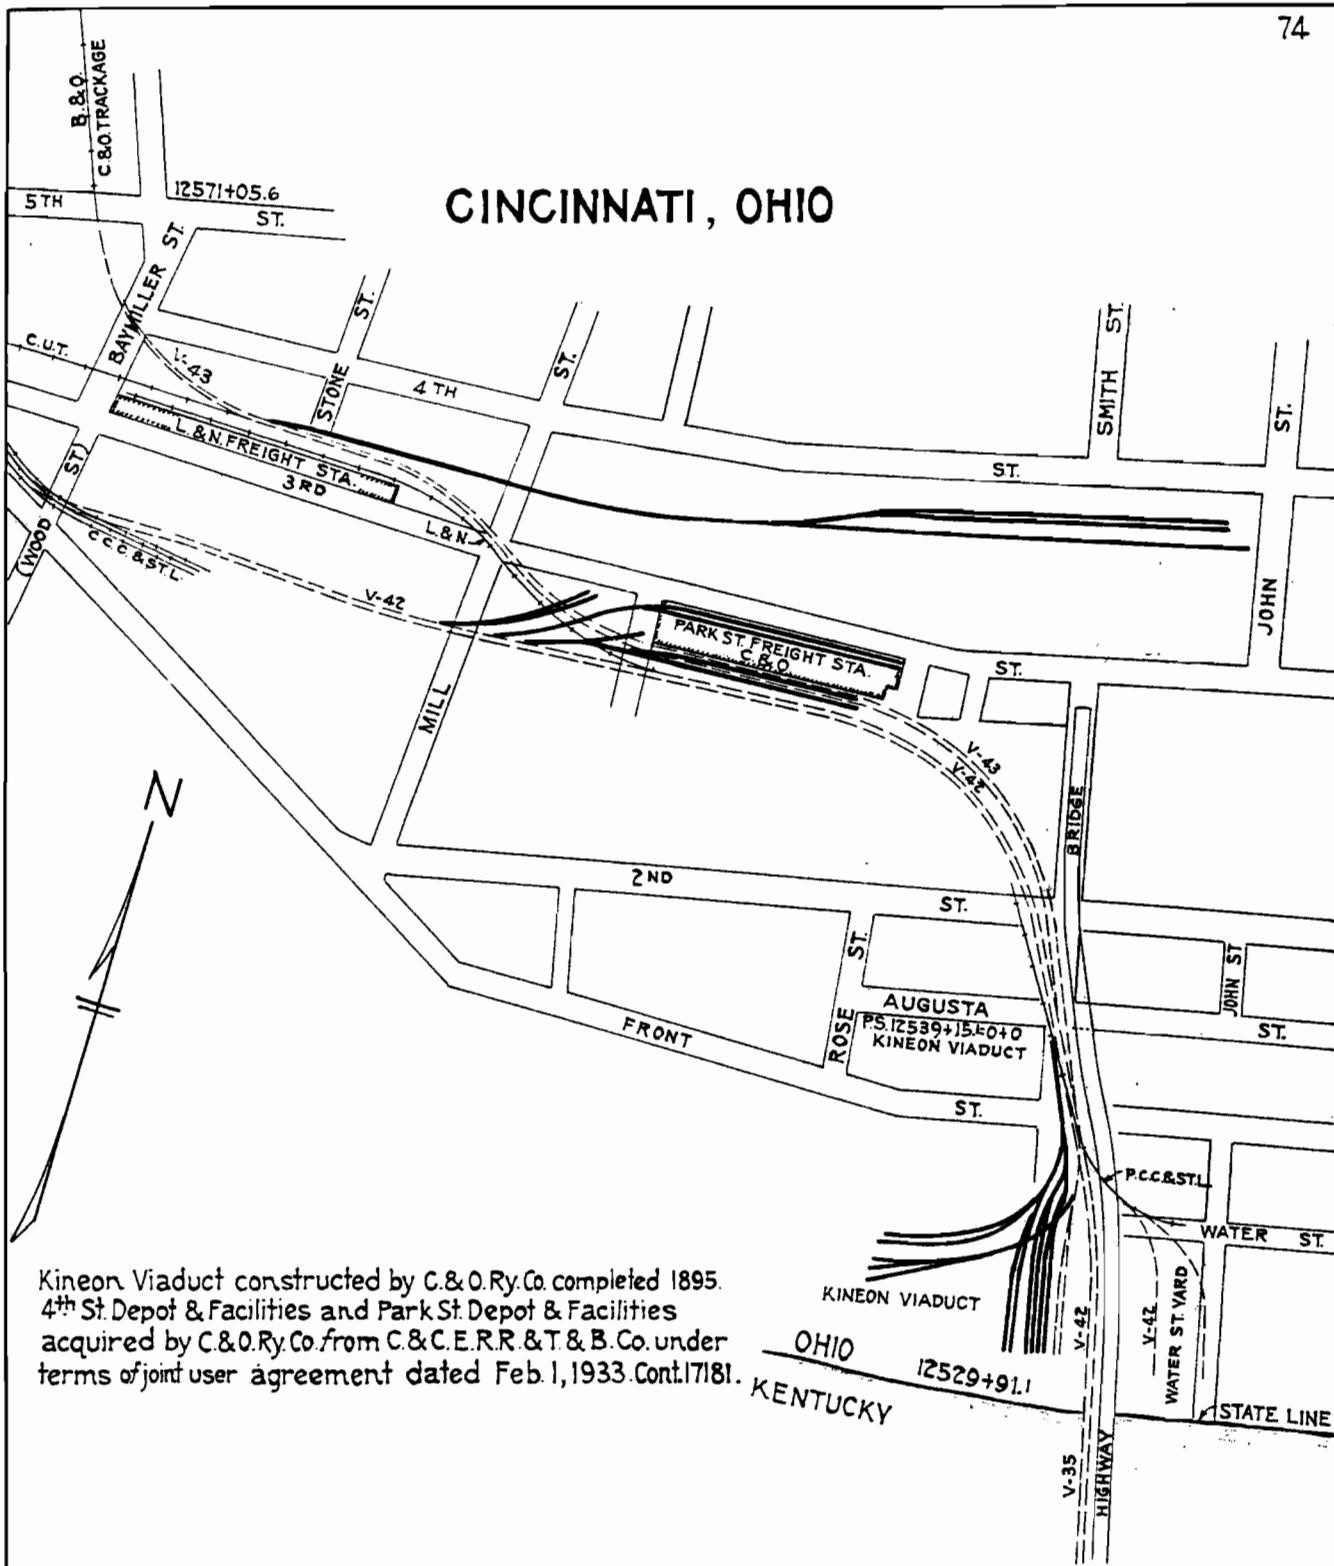 74
B.&O.
C.&O. TRACKAGE
CINCINNATI, OHIO
5TH
12571+05.6
ST.
BAYMILLER ST.
C.U.T.
V-43
STONE ST.
4 TH
ST.
SMITH ST.
ST.
L.&N. FREIGHT STA.
3RD
ST.
L.&N.
(WOOD ST.)
C.C.C.&ST.L.
V-42
PARK ST. FREIGHT STA.
C.&O.
ST.
JOHN
MILL
V-43
V-42
N
BRIDGE
2ND
ST.
ROSE ST.
JOHN ST
AUGUSTA
ST.
P.S. 12539+15.=0+0
KINEON VIADUCT
FRONT
ST.
P.C.C.&ST.L.
WATER ST.
KINEON VIADUCT
V-42
V-42
WATER ST. YARD
Kineon Viaduct constructed by C.& O. Ry. Co. completed 1895.
4th St. Depot & Facilities and Park St. Depot & Facilities
acquired by C.& O. Ry. Co. from C.& C.E.R.R. & T. & B. Co. under
terms of joint user agreement dated Feb. 1, 1933. Cont. 17181.
OHIO
12529+91.1
KENTUCKY
STATE LINE
V-35
HIGHWAY